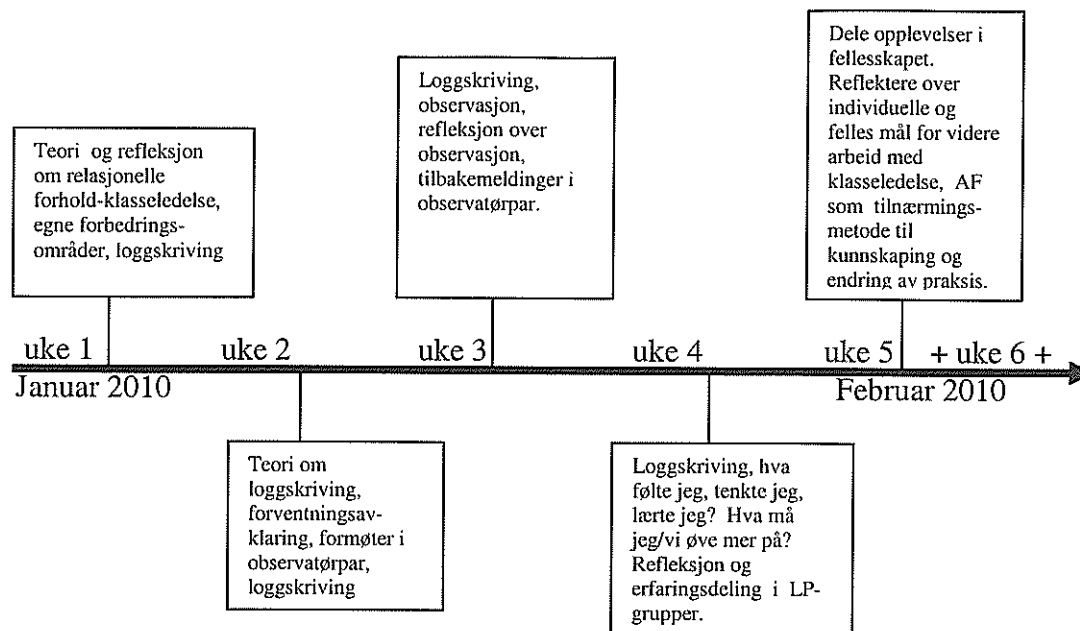 Teori og refleksjon
om relasjonelle
forhold-klasseledelse,
egne forbedrings-
områder, loggskriving
Loggskriving,
observasjon,
refleksjon over
observasjon,
tilbakemeldinger i
observatørpar.
Dele opplevelser i
fellesskapet.
Reflektere over
individuelle og
felles mål for videre
arbeid med
klasseledelse, AF
som tilnærmings-
metode til
kunnskaping og
endring av praksis.
uke 1 uke 2 uke 3 uke 4 uke 5 + uke 6 +
Januar 2010 Februar 2010
Teori om
loggskriving,
forventningsav-
klaring, formøter i
observatørpar,
loggskriving
Loggskriving, hva
følte jeg, tenkte jeg,
lærte jeg? Hva må
jeg/vi øve mer på?
Refleksjon og
erfaringsdeling i LP-
grupper.